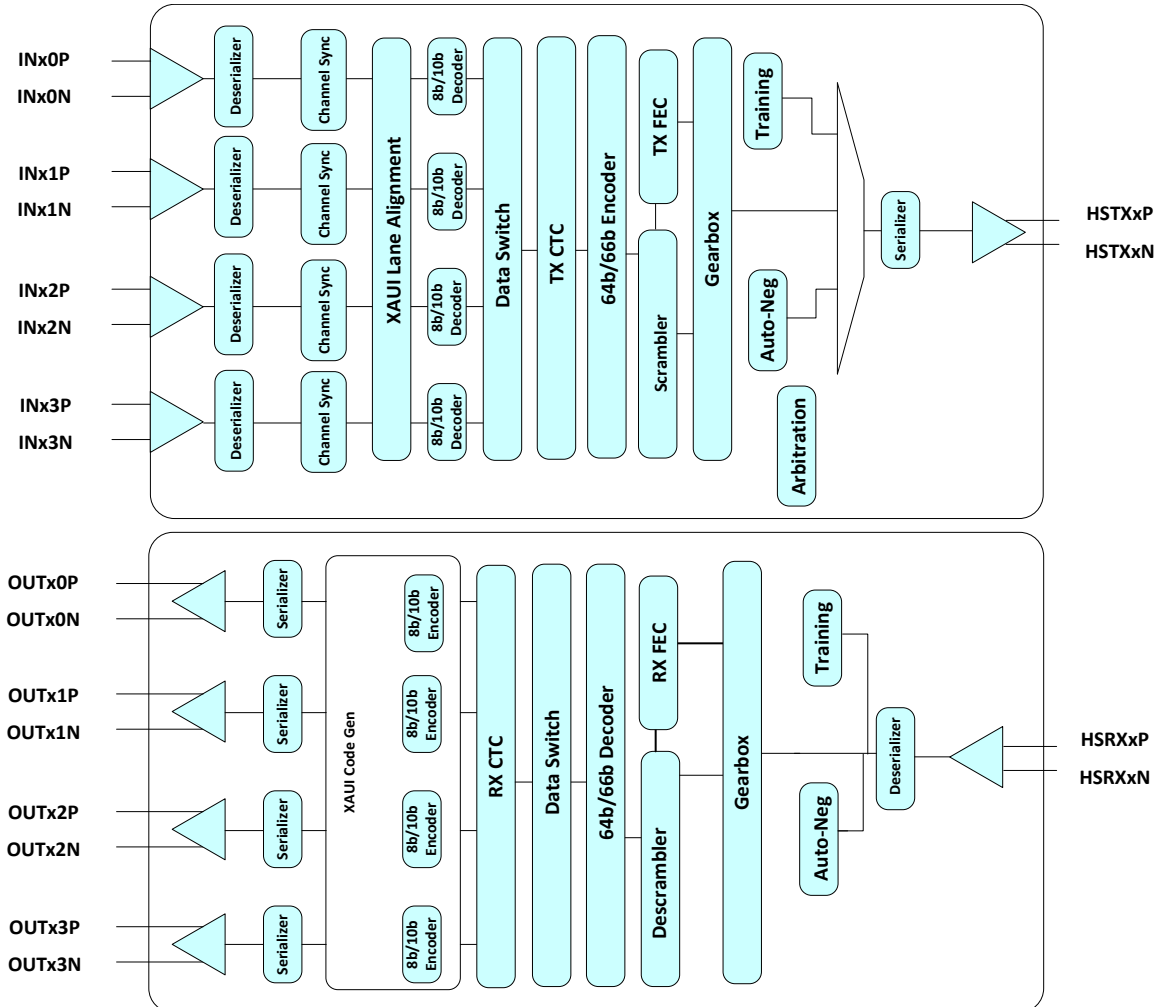 INx0P
INx0N
INx1P
INx1N
INx2P
INx2N
INx3P
INx3N
Deserializer
Deserializer
Deserializer
Deserializer
Channel Sync
Channel Sync
Channel Sync
Channel Sync
XAUI Lane Alignment
8b/10b
Decoder
8b/10b
Decoder
8b/10b
Decoder
8b/10b
Decoder
Data Switch
TX CTC
64b/66b Encoder
TX FEC
Scrambler
Gearbox
Training
Auto-Neg
Arbitration
Serializer
HSTXxP
HSTXxN
OUTx0P
OUTx0N
OUTx1P
OUTx1N
OUTx2P
OUTx2N
OUTx3P
OUTx3N
Serializer
Serializer
Serializer
Serializer
XAUI Code Gen
8b/10b
Encoder
8b/10b
Encoder
8b/10b
Encoder
8b/10b
Encoder
RX CTC
Data Switch
64b/66b Decoder
RX FEC
Descrambler
Gearbox
Training
Auto-Neg
Deserializer
HSRXxP
HSRXxN